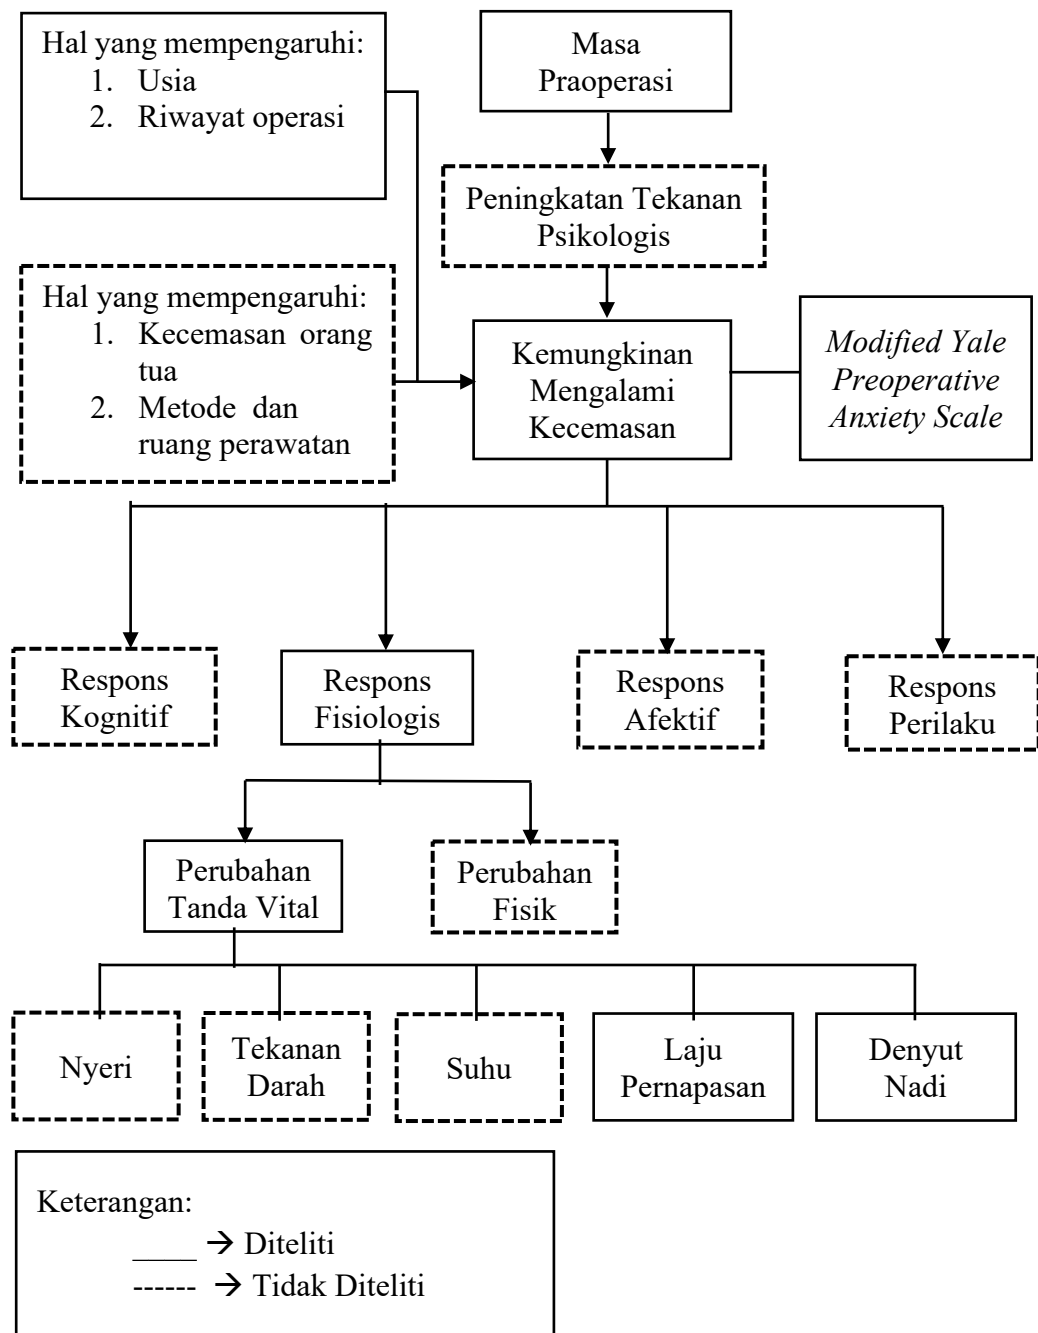 Hal yang mempengaruhi:
1. Usia
2. Riwayat operasi
Masa
Praoperasi
Peningkatan Tekanan
Psikologis
Hal yang mempengaruhi:
1. Kecemasan orang
tua
2. Metode dan
ruang perawatan
Kemungkinan
Mengalami
Kecemasan
Modified Yale
Preoperative
Anxiety Scale
Respons
Kognitif
Respons
Fisiologis
Respons
Afektif
Respons
Perilaku
Perubahan
Tanda Vital
Perubahan
Fisik
Nyeri
Tekanan
Darah
Suhu
Laju
Pernapasan
Denyut
Nadi
Keterangan:
____ → Diteliti
------ → Tidak Diteliti